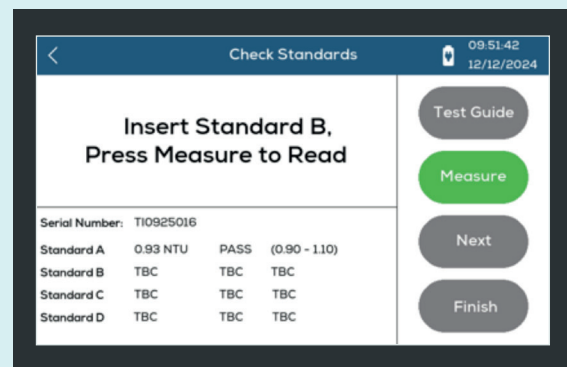 Check Standards
09:51:42
12/12/2024
Insert Standard B,
Press Measure to Read
Test Guide
Measure
Next
Finish
Serial Number: TI0925016
Standard A 0.93 NTU PASS (0.90 - 1.10)
Standard B TBC TBC TBC
Standard C TBC TBC TBC
Standard D TBC TBC TBC